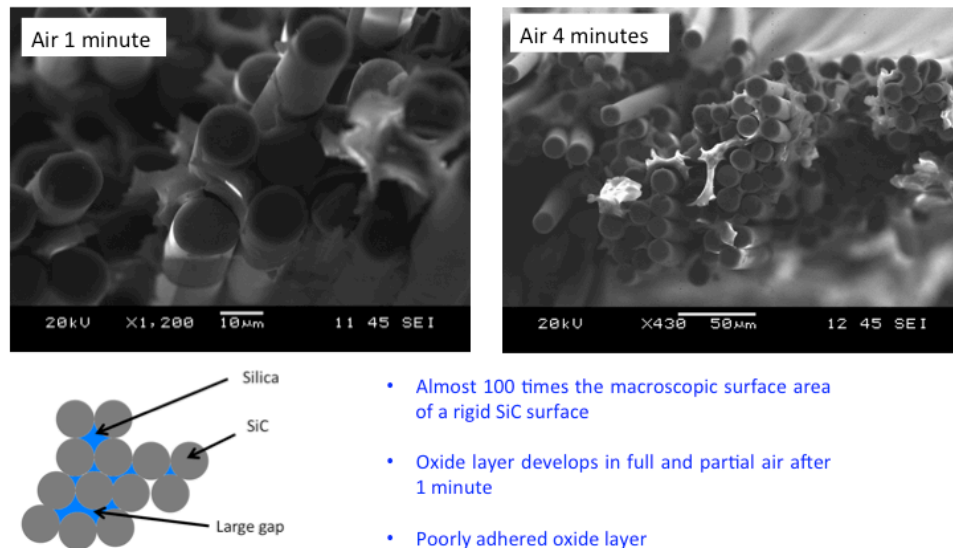 Air 1 minute
Air 4 minutes
20kV X1,200 10µm 11 45 SEI
20kV X430 50µm 12 45 SEI
Silica
SiC
Large gap
• Almost 100 times the macroscopic surface area
of a rigid SiC surface
• Oxide layer develops in full and partial air after
1 minute
• Poorly adhered oxide layer